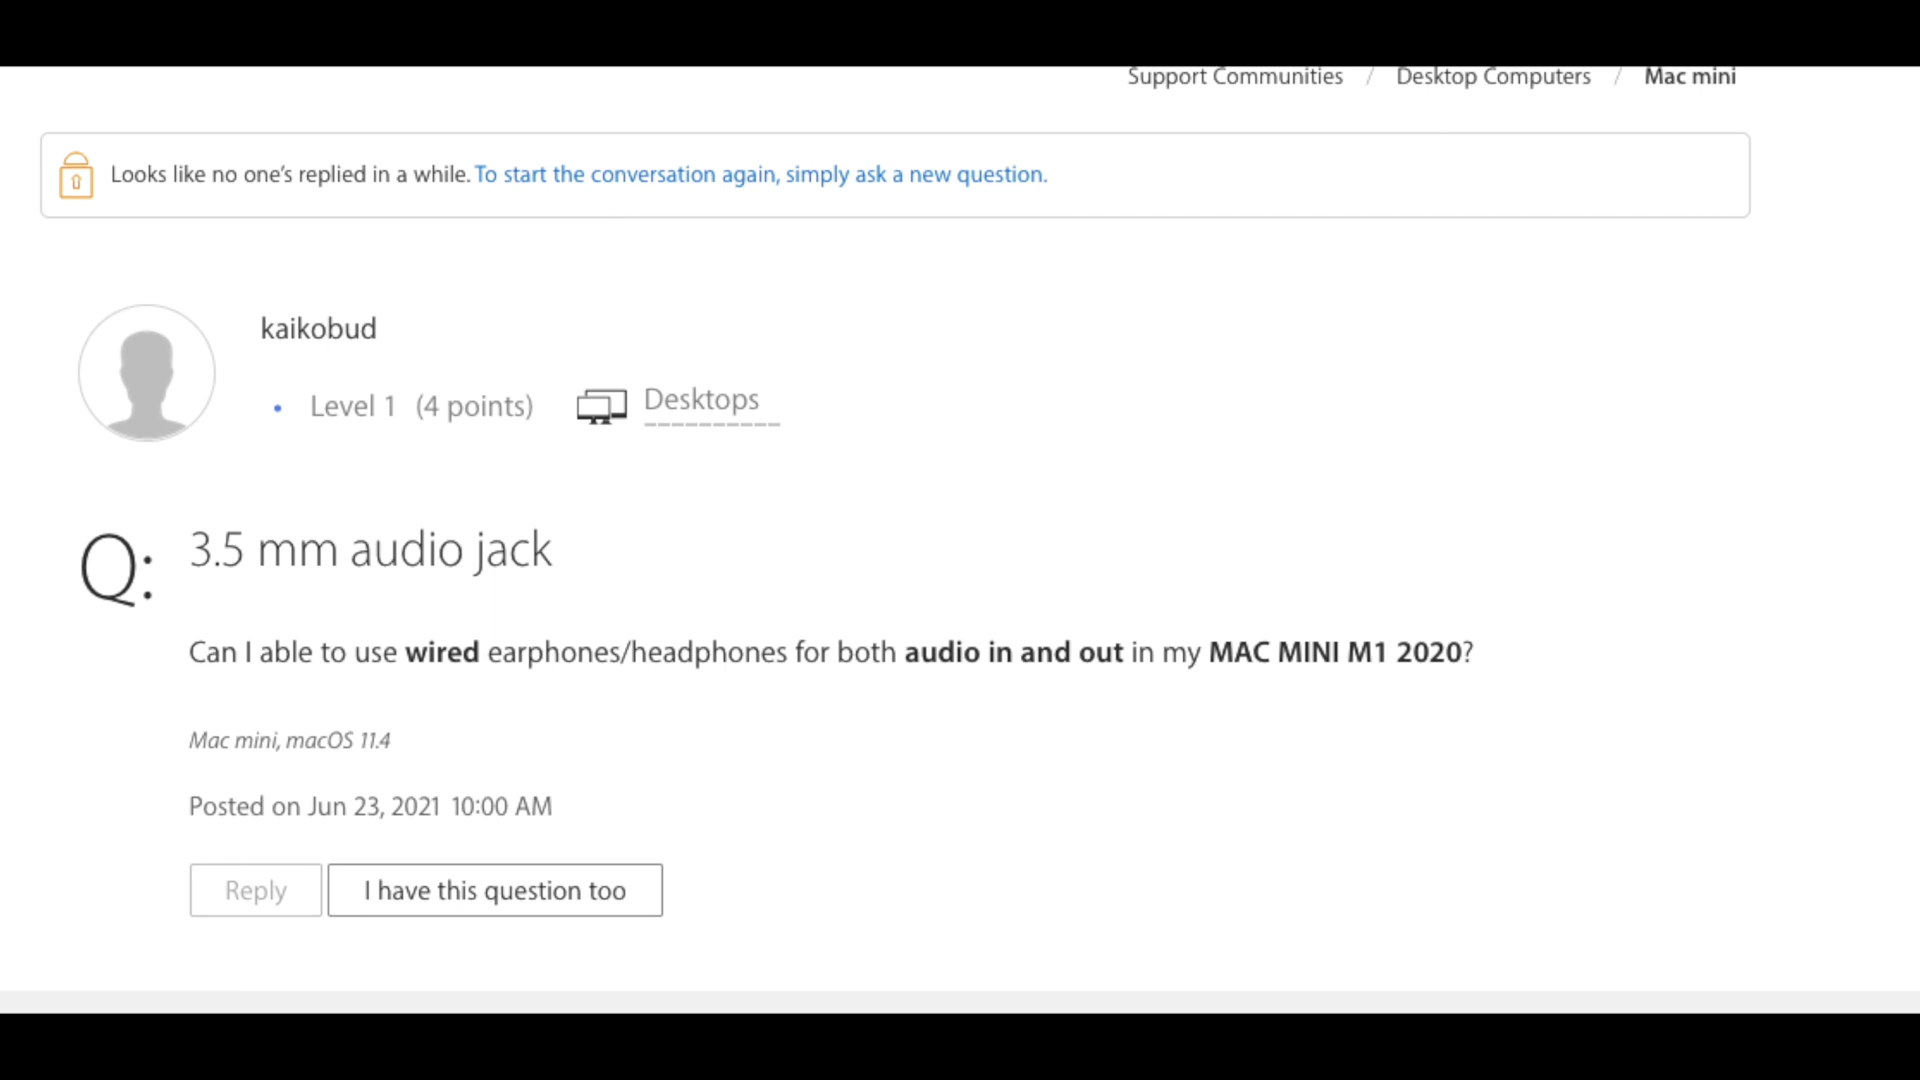 Support Communities / Desktop Computers / Mac mini
Looks like no one’s replied in a while. To start the conversation again, simply ask a new question.
kaikobud
• Level 1 (4 points) Desktops
Q: 3.5 mm audio jack
Can I able to use wired earphones/headphones for both audio in and out in my MAC MINI M1 2020?
Mac mini, macOS 11.4
Posted on Jun 23, 2021 10:00 AM
Reply I have this question too